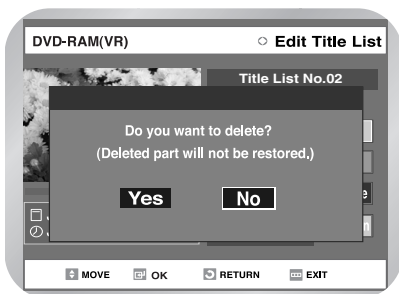 DVD-RAM(VR)
Edit Title List
Title List No.02
Do you want to delete?
(Deleted part will not be restored.)
Yes No
MOVE OK RETURN EXIT